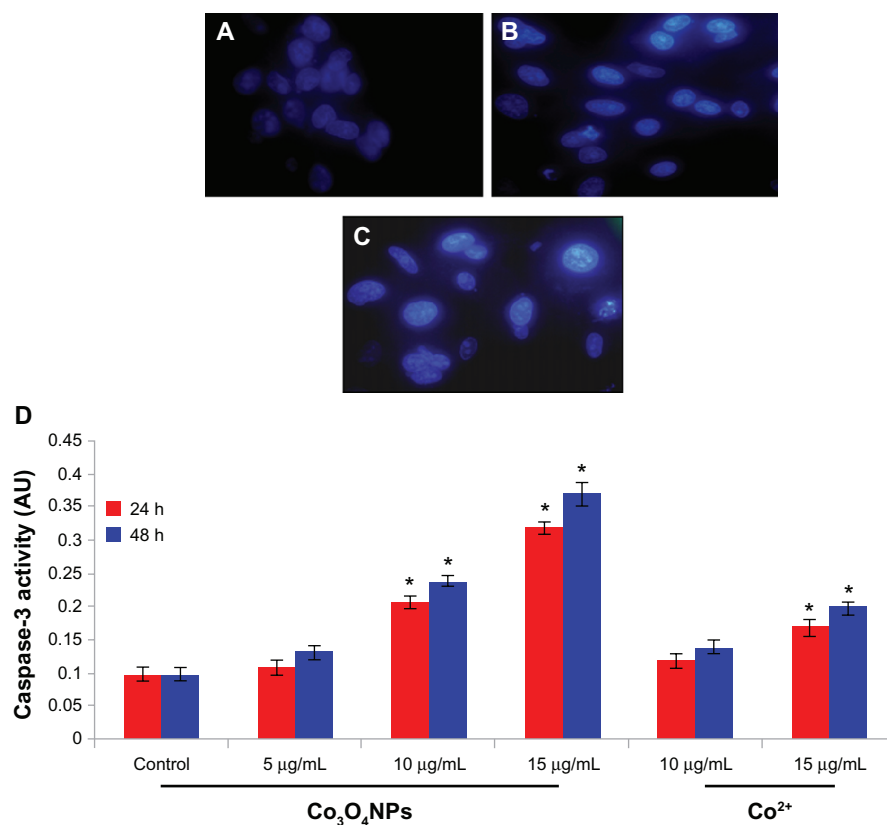 A
B
C
D
Caspase-3 activity (AU)
0.45
0.4
0.35
0.3
0.25
0.2
0.15
0.1
0.05
0
24 h
48 h
* * * * * *
Control
5 μg/mL
10 μg/mL
15 μg/mL
10 μg/mL
15 μg/mL
Co₃O₄NPs
Co²⁺